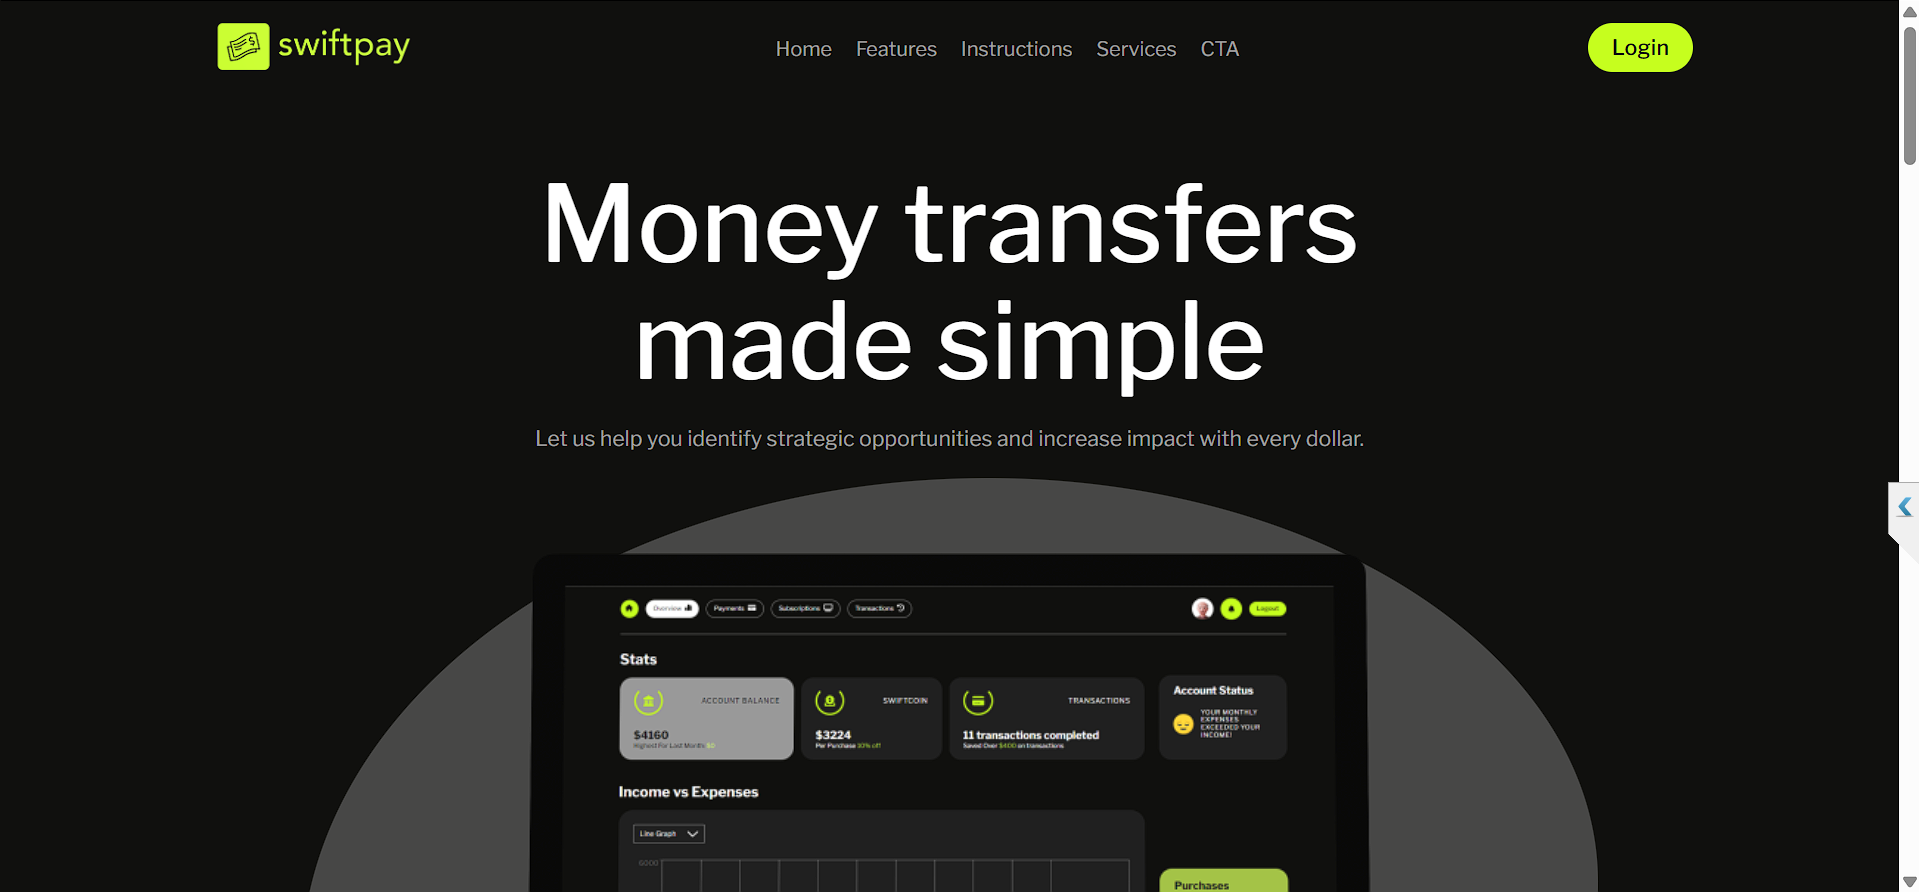 swiftpay
Home Features Instructions Services CTA
Login
Money transfers
made simple
Let us help you identify strategic opportunities and increase impact with every dollar.
Overview Payments Subscriptions Transactions
Logout
Stats
ACCOUNT BALANCE
$4160
Highest For Last Month $0
SWIFTCOIN
$3224
Per Purchase 10% off
TRANSACTIONS
11 transactions completed
Saved Over $400 on transactions
Account Status
YOUR MONTHLY
EXPENSES
EXCEEDED YOUR
INCOME!
Income vs Expenses
Line Graph
6000
Purchases